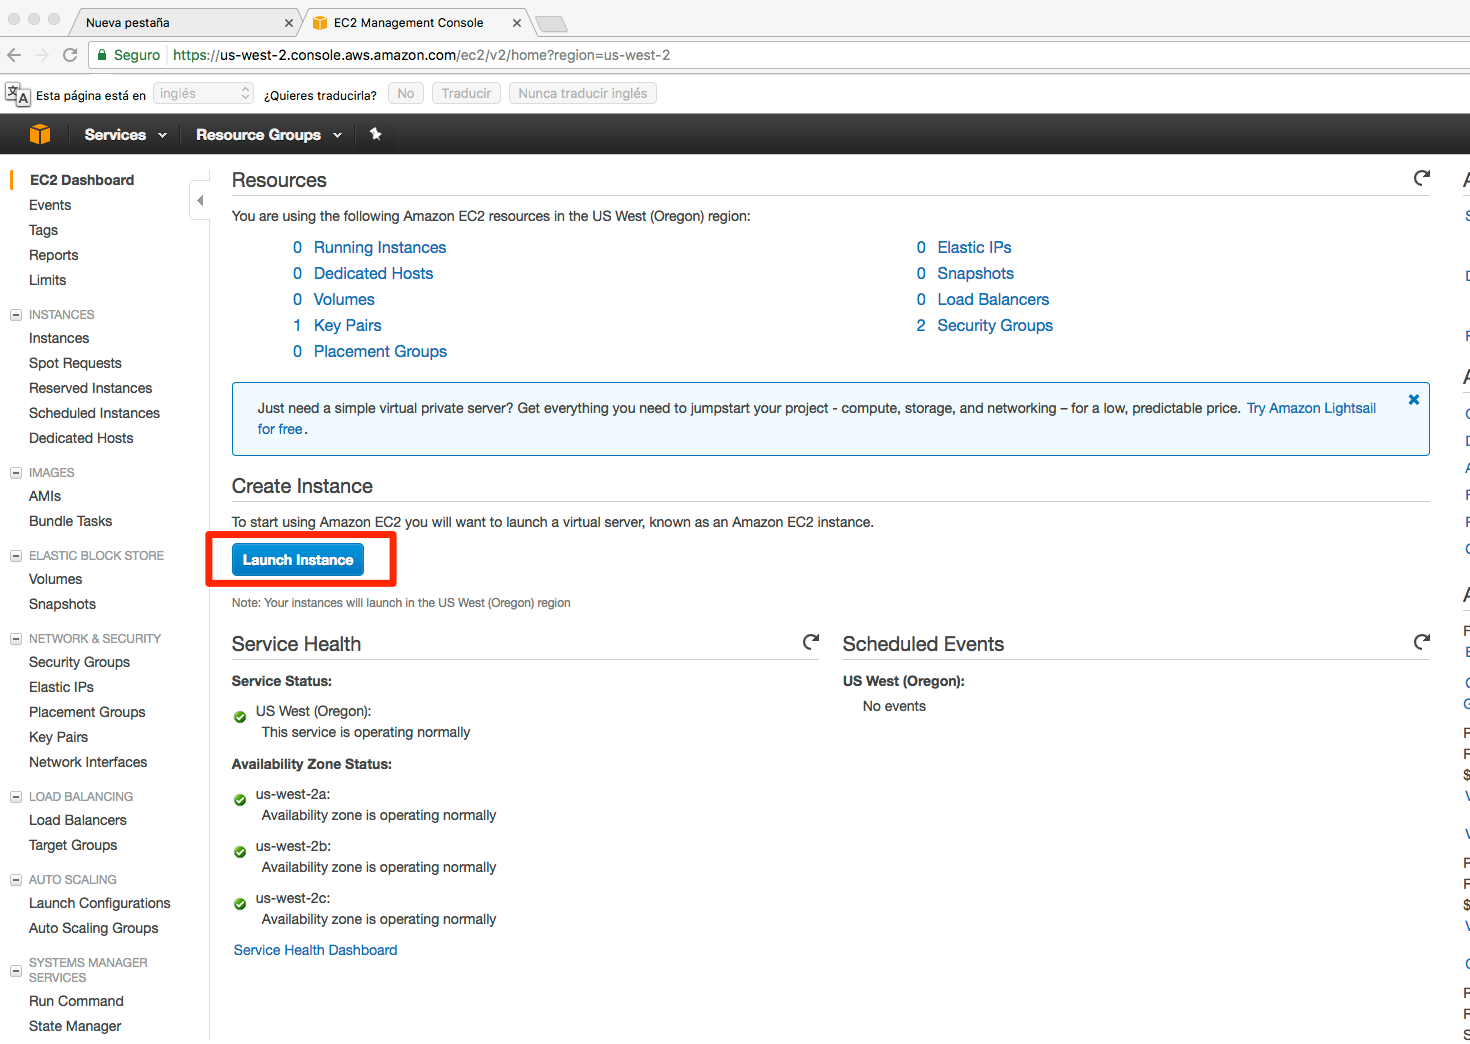 Nueva pestaña
EC2 Management Console
Seguro
https://us-west-2.console.aws.amazon.com/ec2/v2/home?region=us-west-2
Esta página está en
inglés
¿Quieres traducirla?
No
Traducir
Nunca traducir inglés
Services
Resource Groups
EC2 Dashboard
Events
Tags
Reports
Limits
INSTANCES
Instances
Spot Requests
Reserved Instances
Scheduled Instances
Dedicated Hosts
IMAGES
AMIs
Bundle Tasks
ELASTIC BLOCK STORE
Volumes
Snapshots
NETWORK & SECURITY
Security Groups
Elastic IPs
Placement Groups
Key Pairs
Network Interfaces
LOAD BALANCING
Load Balancers
Target Groups
AUTO SCALING
Launch Configurations
Auto Scaling Groups
SYSTEMS MANAGER
SERVICES
Run Command
State Manager
Resources
You are using the following Amazon EC2 resources in the US West (Oregon) region:
0 Running Instances
0 Dedicated Hosts
0 Volumes
1 Key Pairs
0 Placement Groups
0 Elastic IPs
0 Snapshots
0 Load Balancers
2 Security Groups
Just need a simple virtual private server? Get everything you need to jumpstart your project - compute, storage, and networking – for a low, predictable price. Try Amazon Lightsail
for free.
Create Instance
To start using Amazon EC2 you will want to launch a virtual server, known as an Amazon EC2 instance.
Launch Instance
Note: Your instances will launch in the US West (Oregon) region
Service Health
Service Status:
US West (Oregon):
This service is operating normally
Availability Zone Status:
us-west-2a:
Availability zone is operating normally
us-west-2b:
Availability zone is operating normally
us-west-2c:
Availability zone is operating normally
Service Health Dashboard
Scheduled Events
US West (Oregon):
No events